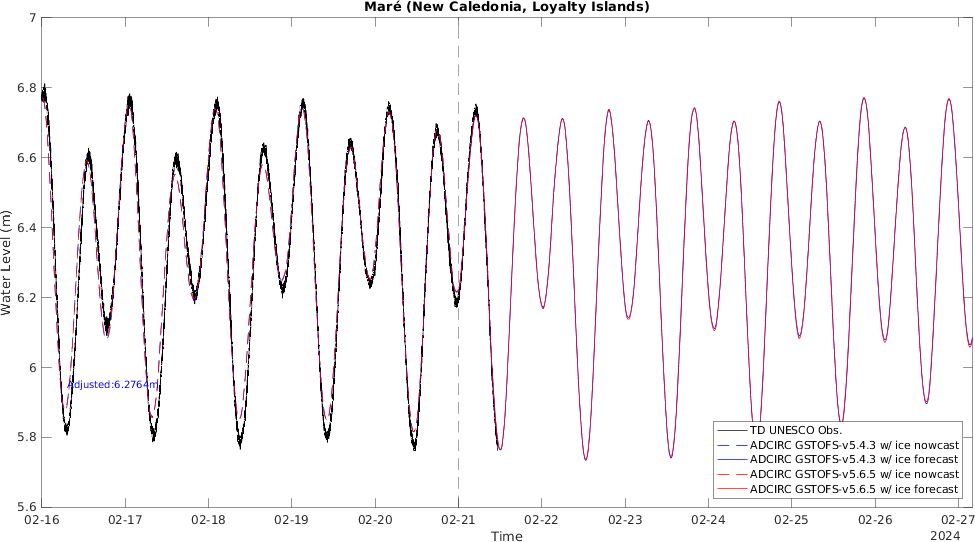 Maré (New Caledonia, Loyalty Islands)
7
6.8
6.6
6.4
6.2
6
5.8
5.6
Water Level (m)
Adjusted:6.2764m
TD UNESCO Obs.
ADCIRC GSTOFS-v5.4.3 w/ ice nowcast
ADCIRC GSTOFS-v5.4.3 w/ ice forecast
ADCIRC GSTOFS-v5.6.5 w/ ice nowcast
ADCIRC GSTOFS-v5.6.5 w/ ice forecast
02-16 02-17 02-18 02-19 02-20 02-21 02-22 02-23 02-24 02-25 02-26 02-27
Time
2024